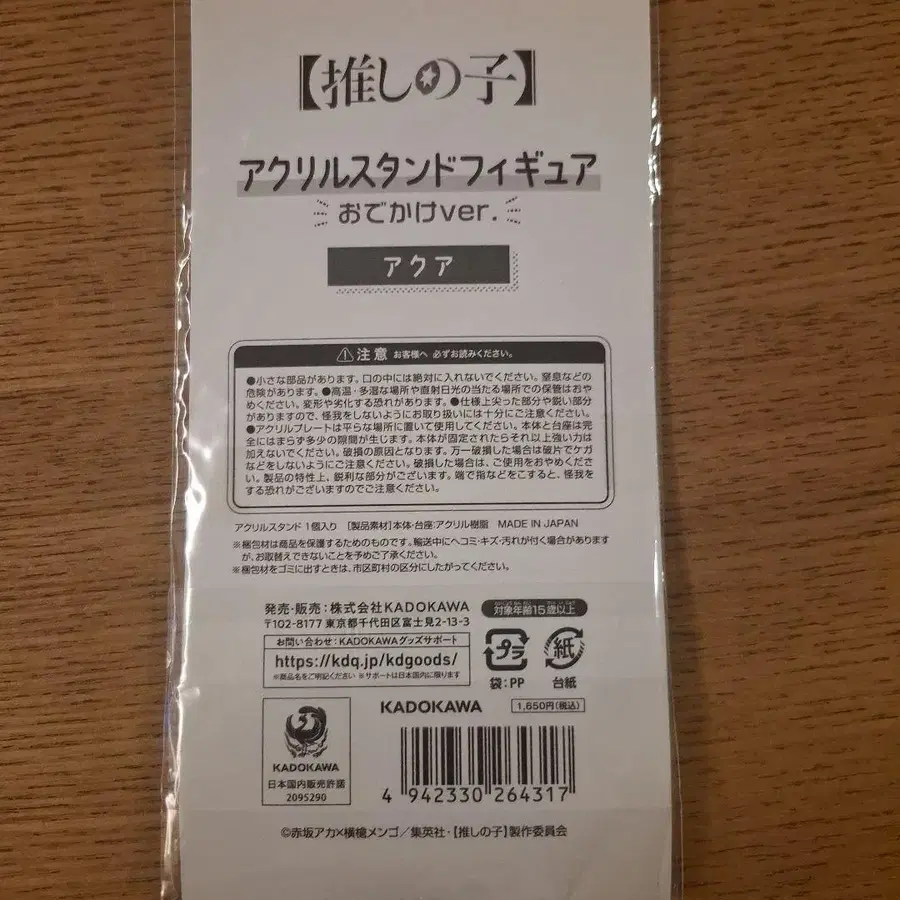 【推しの子】
アクリルスタンドフィギュア
おでかけver.
アクア
注意 お客様へ 必ずお読みください。
●小さな部品があります。口の中には絶対に入れないでください。窒息などの
危険があります。●高温・多湿な場所や直射日光の当たる場所での保管はおや
めください。変形や劣化する恐れがあります。●仕様上尖った部分や鋭い部分
がありますので、怪我をしないようにお取り扱いには十分にご注意ください。
●アクリルプレートは平らな場所に置いて使用してください。本体と台座は完
全にはまらず多少の隙間が生じます。本体が固定されたらそれ以上強い力は
加えないでください。破損の原因となります。万一破損した場合は破片でケガ
などをしないようにご注意ください。破損した場合は、ご使用をおやめくださ
い。製品の特性上、鋭利な部分がございます。端で指などをこすると、怪我を
する恐れがございますのでご注意ください。
アクリルスタンド 1個入り 【製品素材】本体・台座:アクリル樹脂 MADE IN JAPAN
※梱包材は商品を保護するためのものです。輸送中にヘコミ・キズ・汚れが付く場合があります
が、お取替えできないことを予めご了承ください。
※梱包材をゴミに出すときは、市区町村の区分にしたがってください。
発売・販売:株式会社KADOKAWA
〒102-8177 東京都千代田区富士見2-13-3
お問い合わせ:KADOKAWAグッズサポート
https://kdq.jp/kdgoods/
※商品名をご明記ください ※サポートは日本国内に限ります
対象年齢15歳以上
プラ
紙
袋:PP
台紙
KADOKAWA
1,650円(税込)
KADOKAWA
日本国内販売許諾
2095290
4 942330 264317
©赤坂アカ×横槍メンゴ/集英社・【推しの子】製作委員会